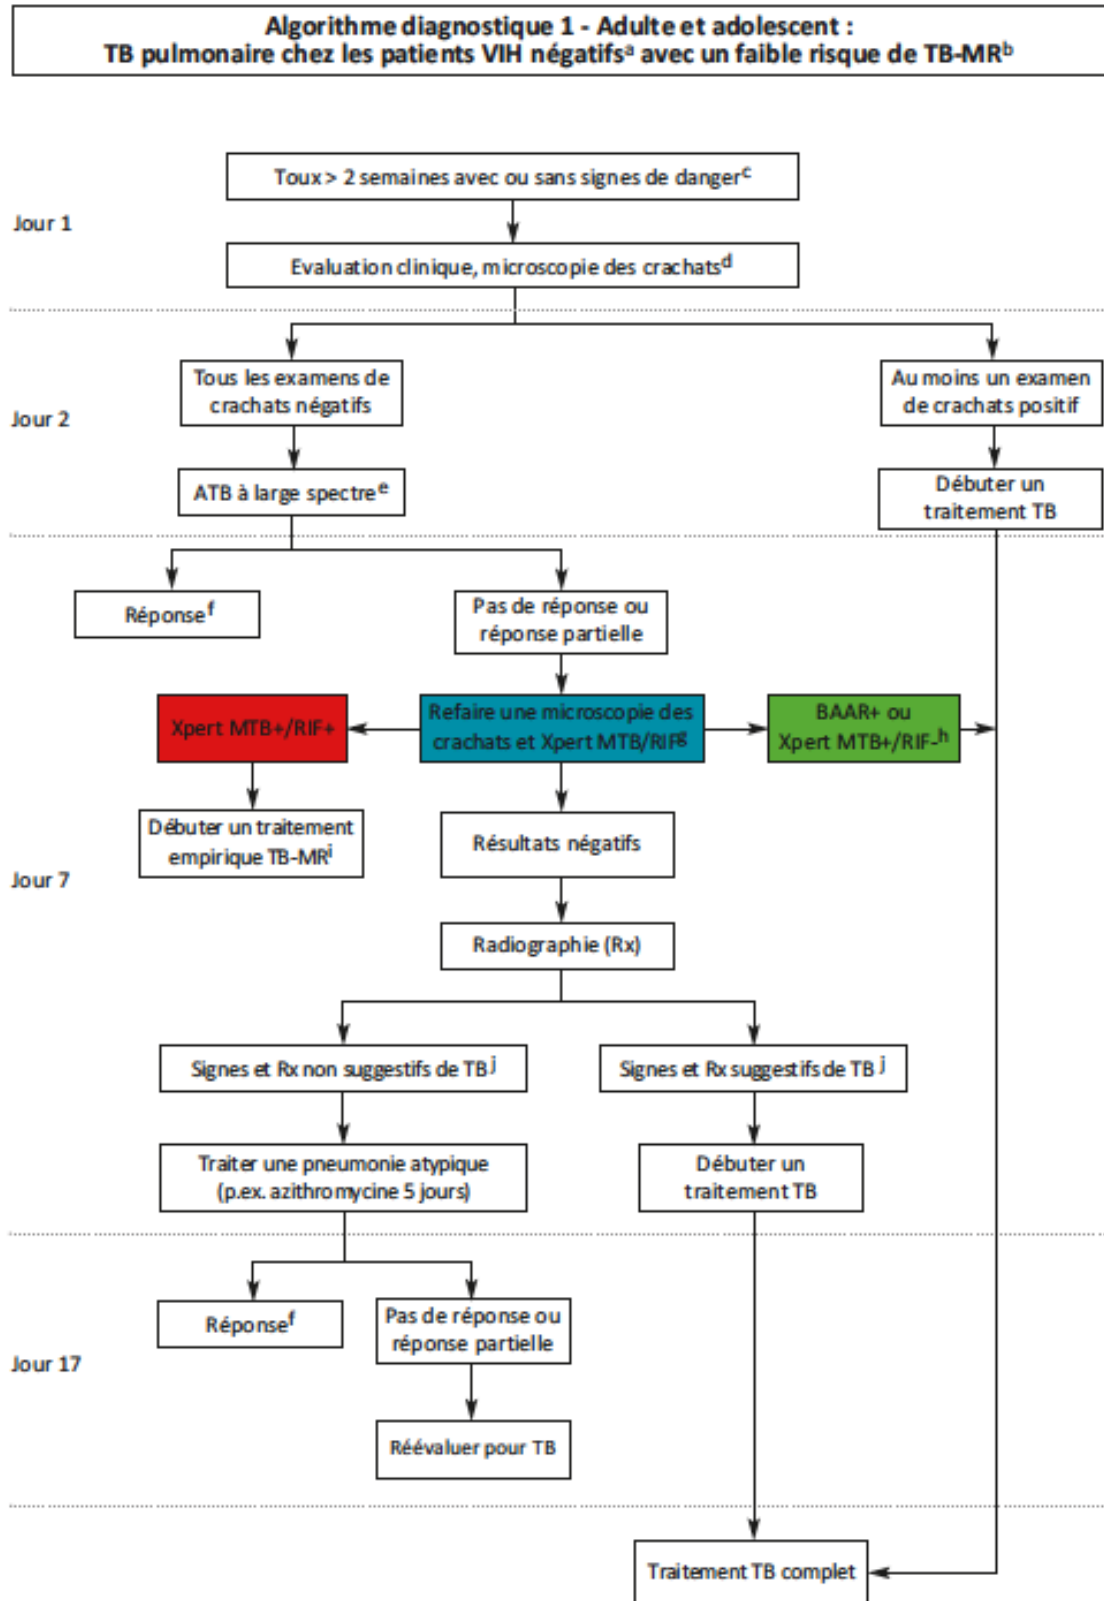 Algorithme diagnostique 1 - Adulte et adolescent :
TB pulmonaire chez les patients VIH négatifsᵃ avec un faible risque de TB-MRᵇ
Toux > 2 semaines avec ou sans signes de dangerᶜ
Jour 1
Evaluation clinique, microscopie des crachatsᵈ
Tous les examens de
crachats négatifs
Au moins un examen
de crachats positif
Jour 2
ATB à large spectreᵉ
Débuter un
traitement TB
Réponseᶠ
Pas de réponse ou
réponse partielle
Xpert MTB+/RIF+
Refaire une microscopie des
crachats et Xpert MTB/RIFᵍ
BAAR+ ou
Xpert MTB+/RIF-ʰ
Débuter un traitement
empirique TB-MRⁱ
Résultats négatifs
Jour 7
Radiographie (Rx)
Signes et Rx non suggestifs de TBʲ
Signes et Rx suggestifs de TBʲ
Traiter une pneumonie atypique
(p.ex. azithromycine 5 jours)
Débuter un
traitement TB
Réponseᶠ
Pas de réponse ou
réponse partielle
Jour 17
Réévaluer pour TB
Traitement TB complet